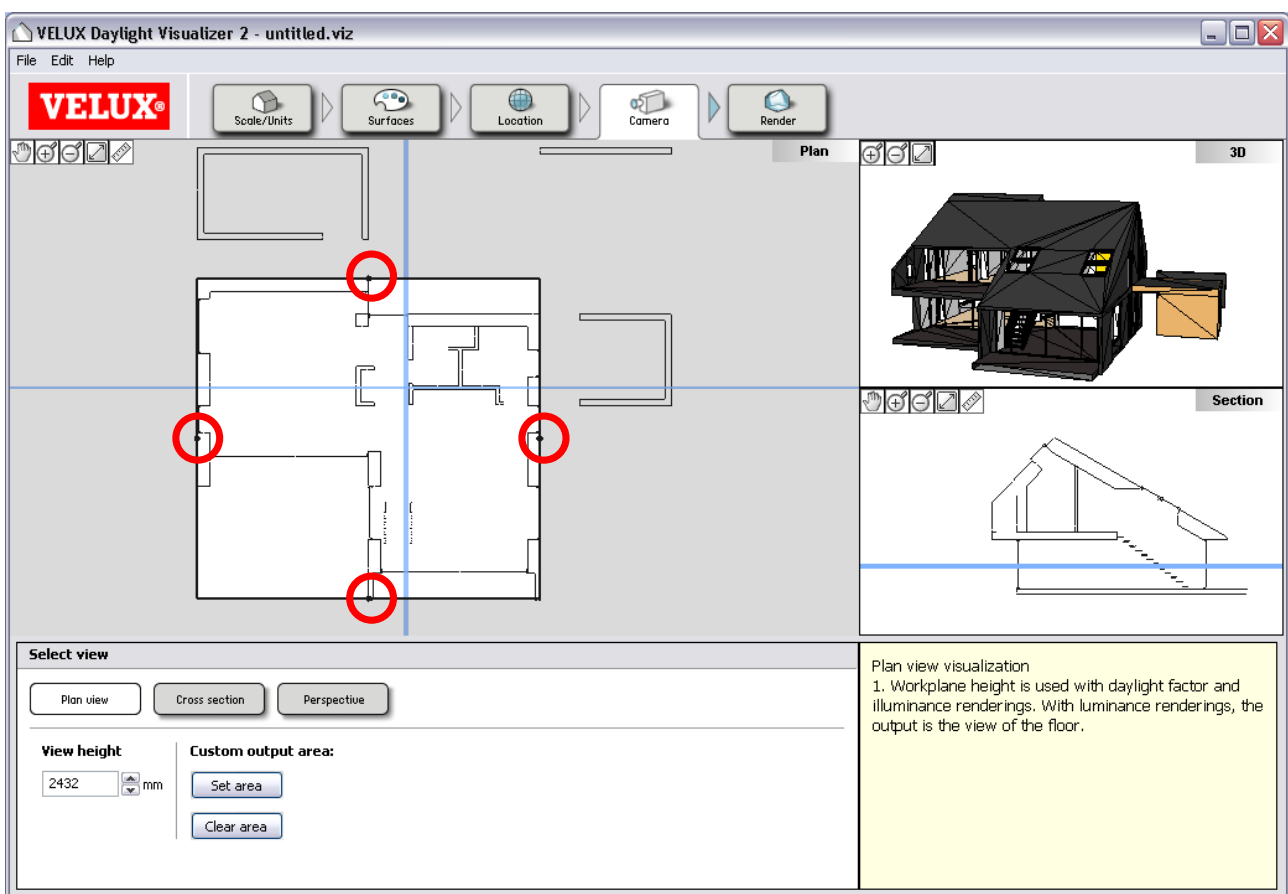 VELUX Daylight Visualizer 2 - untitled.viz
File Edit Help
VELUX®
Scale/Units
Surfaces
Location
Camera
Render
Plan
3D
Section
Select view
Plan view
Cross section
Perspective
View height
Custom output area:
2432 mm
Set area
Clear area
Plan view visualization
1. Workplane height is used with daylight factor and
illuminance renderings. With luminance renderings, the
output is the view of the floor.